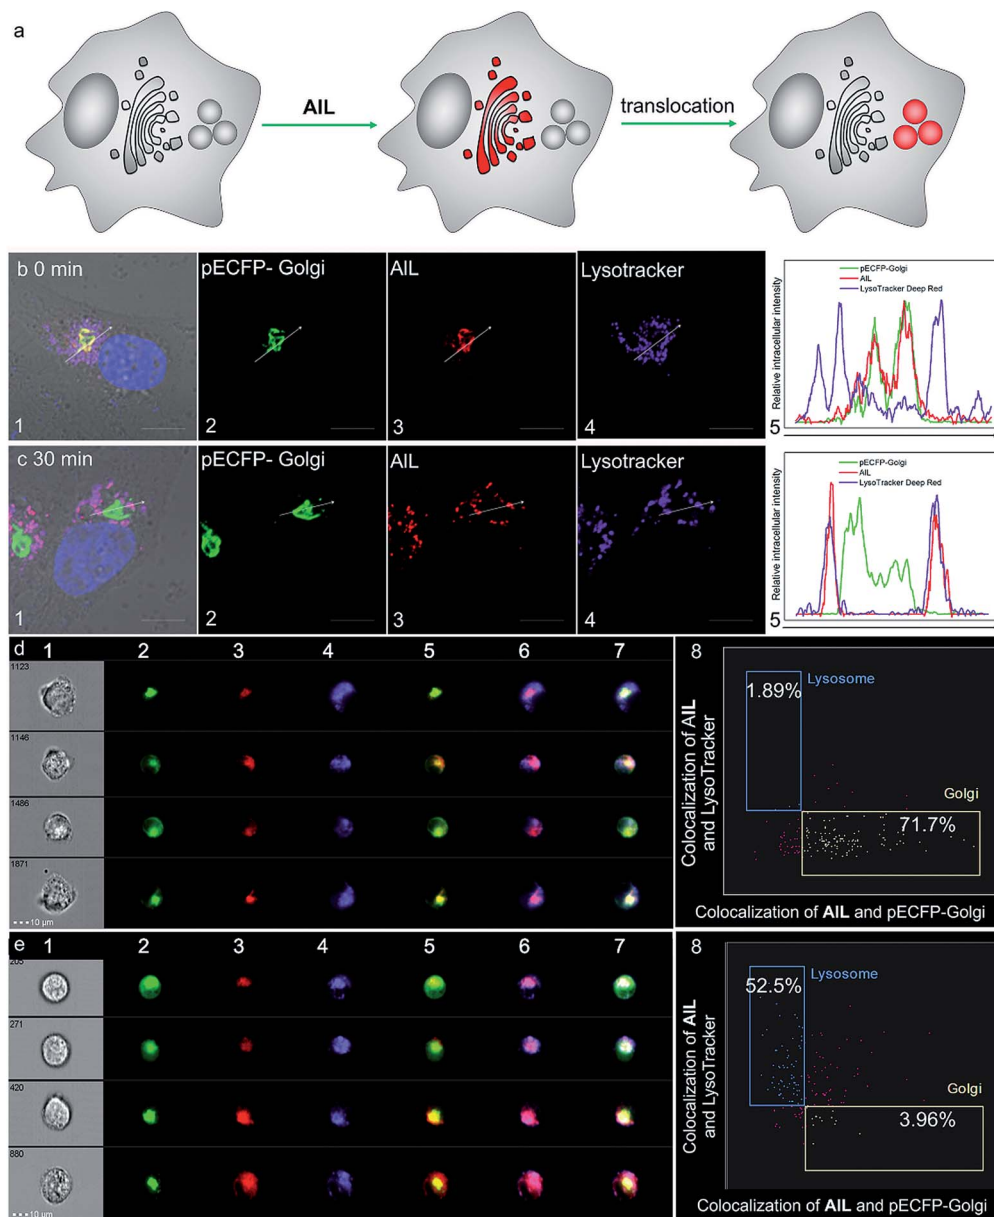 a
AIL
translocation
b 0 min
pECFP- Golgi
AIL
Lysotracker
1
2
3
4
5
Relative intracellular intensity
pECFP-Golgi
AIL
LysoTracker Deep Red
c 30 min
pECFP- Golgi
AIL
Lysotracker
1
2
3
4
5
Relative intracellular intensity
pECFP-Golgi
AIL
LysoTracker Deep Red
d 1 2 3 4 5 6 7 8
1123
1146
1486
1871
10 µm
Colocalization of AIL
and LysoTracker
1.89%
Lysosome
Golgi
71.7%
Colocalization of AIL and pECFP-Golgi
e 1 2 3 4 5 6 7 8
205
271
420
880
10 µm
Colocalization of AIL
and LysoTracker
52.5%
Lysosome
Golgi
3.96%
Colocalization of AIL and pECFP-Golgi